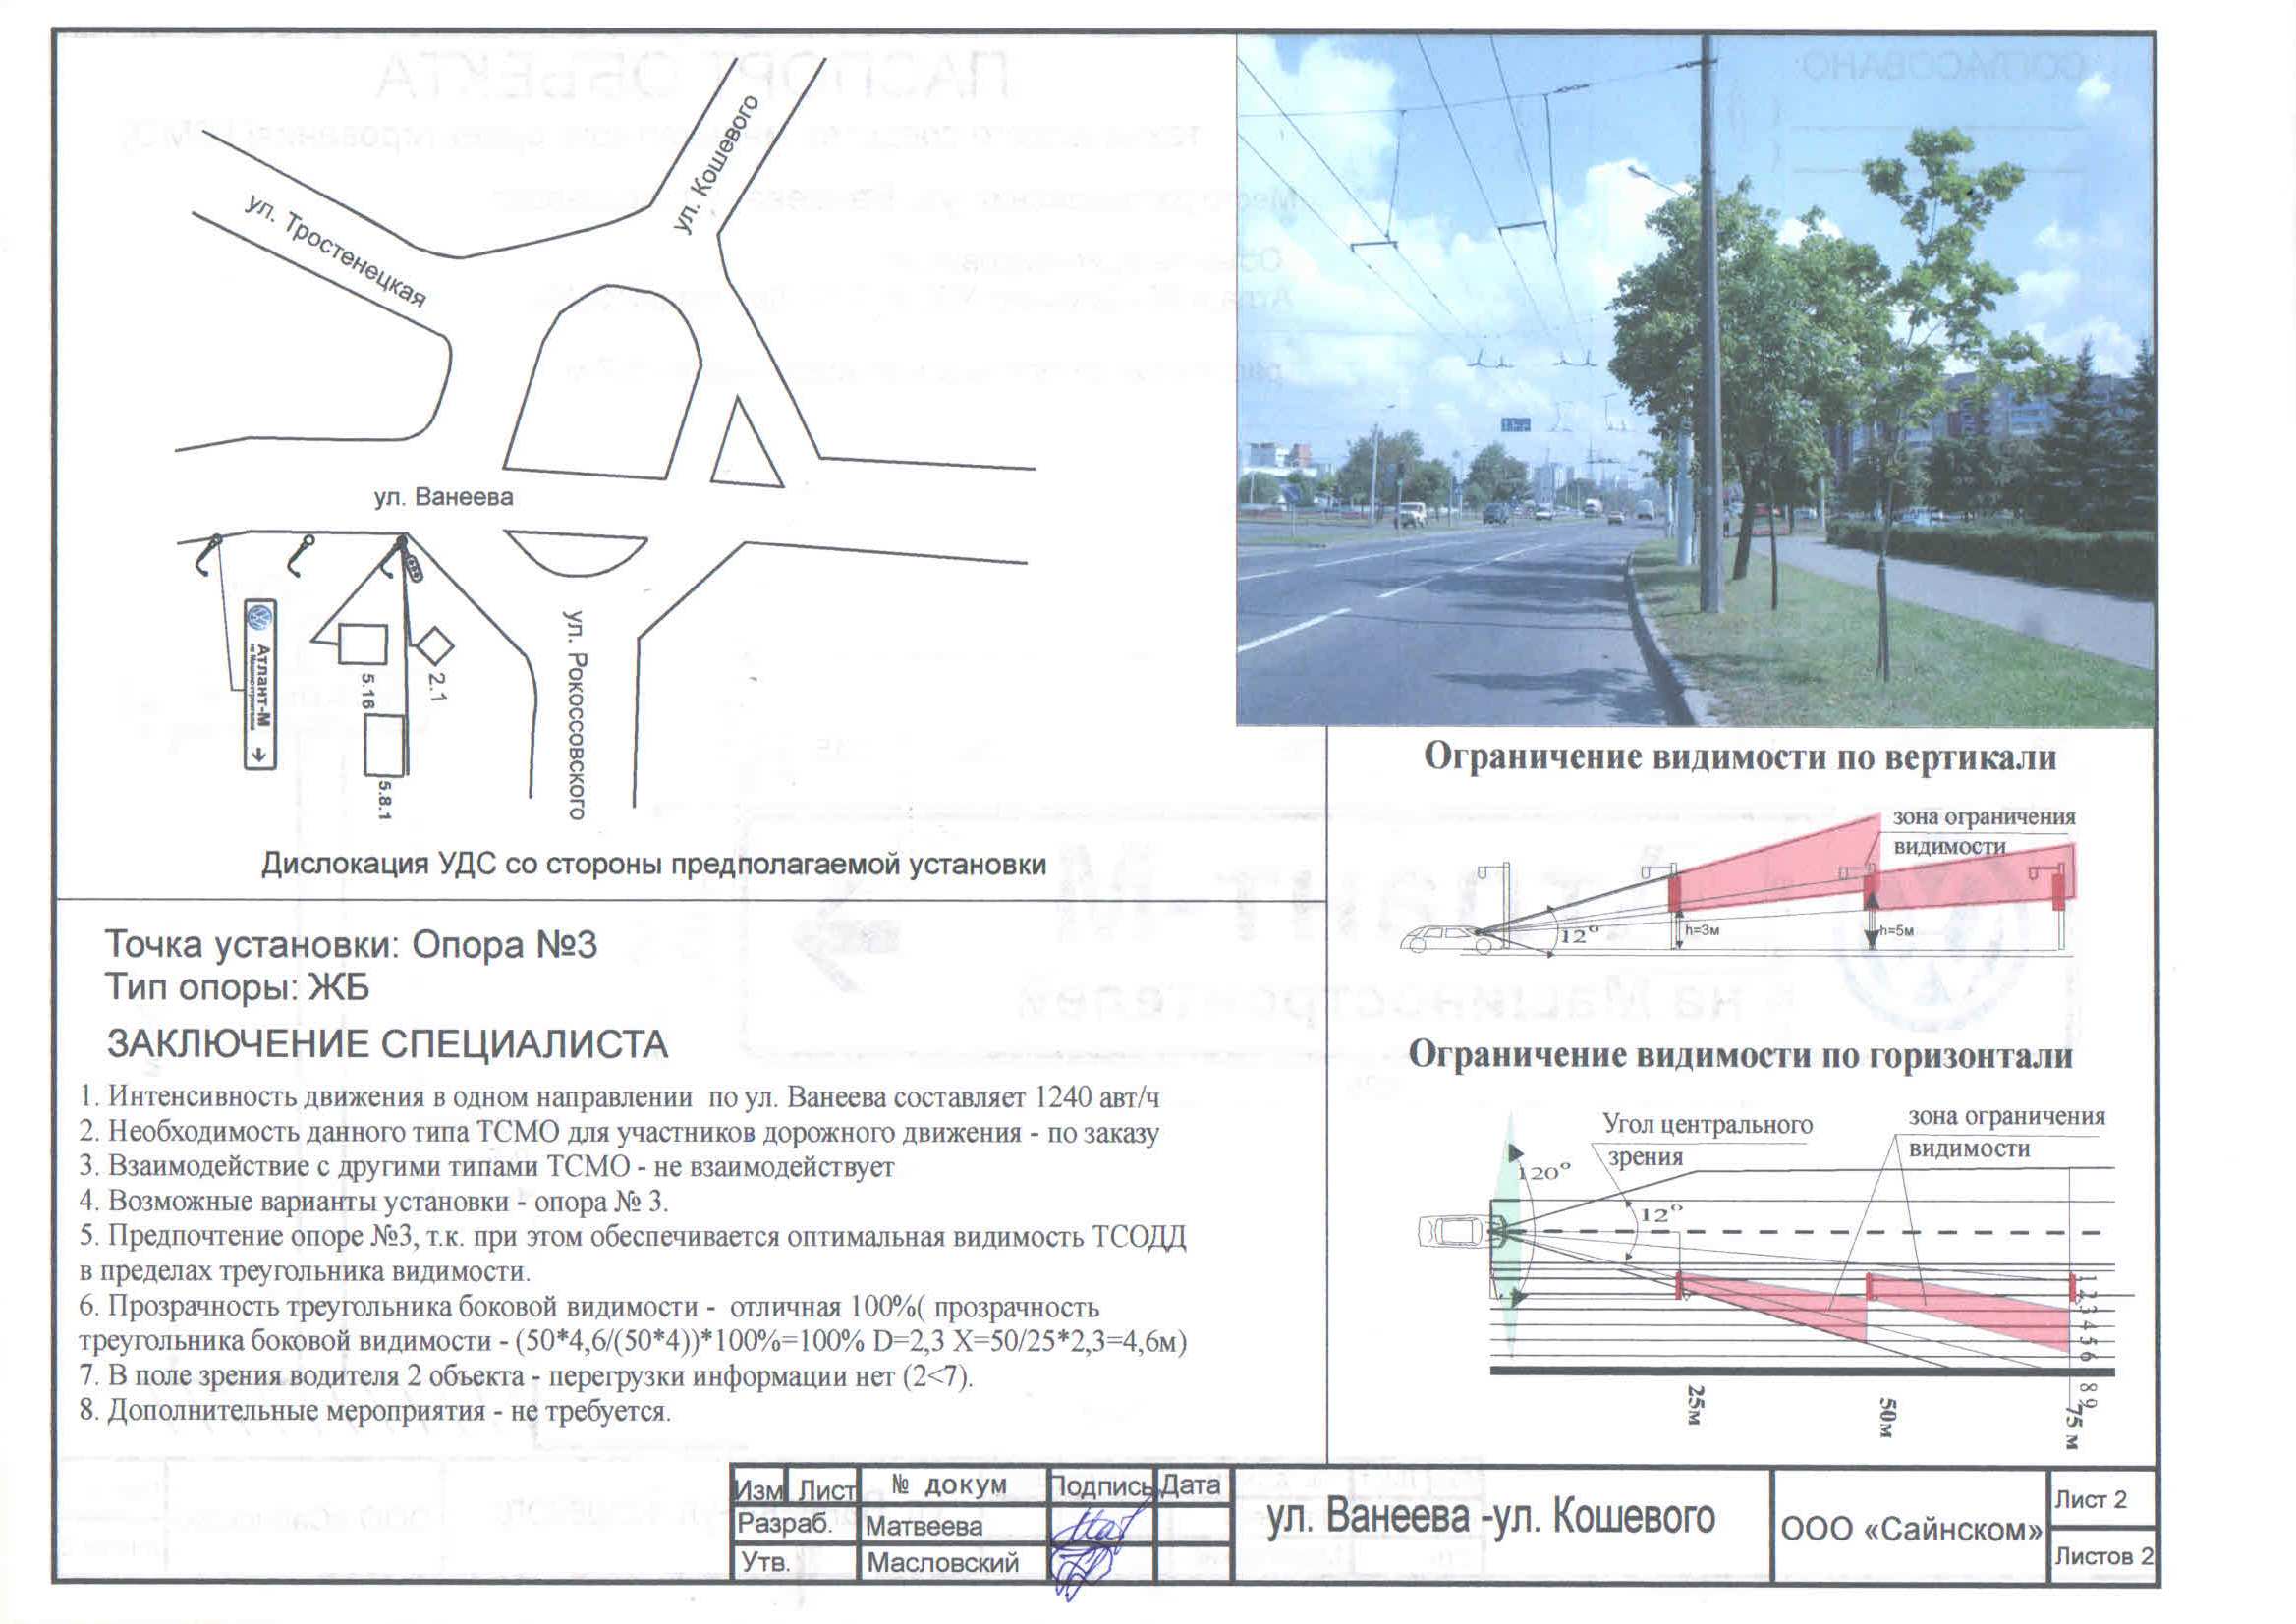 ул. Тростенецкая
ул. Кошевого
ул. Ванеева
ул. Рокоссовского
Атлант-М
на Машиностроителей
5.16
2.1
5.8.1
Дислокация УДС со стороны предполагаемой установки
Точка установки: Опора №3
Тип опоры: ЖБ
ЗАКЛЮЧЕНИЕ СПЕЦИАЛИСТА
1. Интенсивность движения в одном направлении по ул. Ванеева составляет 1240 авт/ч
2. Необходимость данного типа ТСМО для участников дорожного движения - по заказу
3. Взаимодействие с другими типами ТСМО - не взаимодействует
4. Возможные варианты установки - опора № 3.
5. Предпочтение опоре №3, т.к. при этом обеспечивается оптимальная видимость ТСОДД
в пределах треугольника видимости.
6. Прозрачность треугольника боковой видимости - отличная 100%( прозрачность
треугольника боковой видимости - (50*4,6/(50*4))*100%=100% D=2,3 X=50/25*2,3=4,6м)
7. В поле зрения водителя 2 объекта - перегрузки информации нет (2<7).
8. Дополнительные мероприятия - не требуется.
Ограничение видимости по вертикали
зона ограничения
видимости
12°
h=3м
h=5м
Ограничение видимости по горизонтали
Угол центрального
зрения
зона ограничения
видимости
120°
12°
1 2 3 4 5 6 8 9
25м
50м
75 м
Изм Лист № докум Подпись Дата
Разраб. Матвеева
Утв. Масловский
ул. Ванеева -ул. Кошевого
ООО «Сайнском»
Лист 2
Листов 2